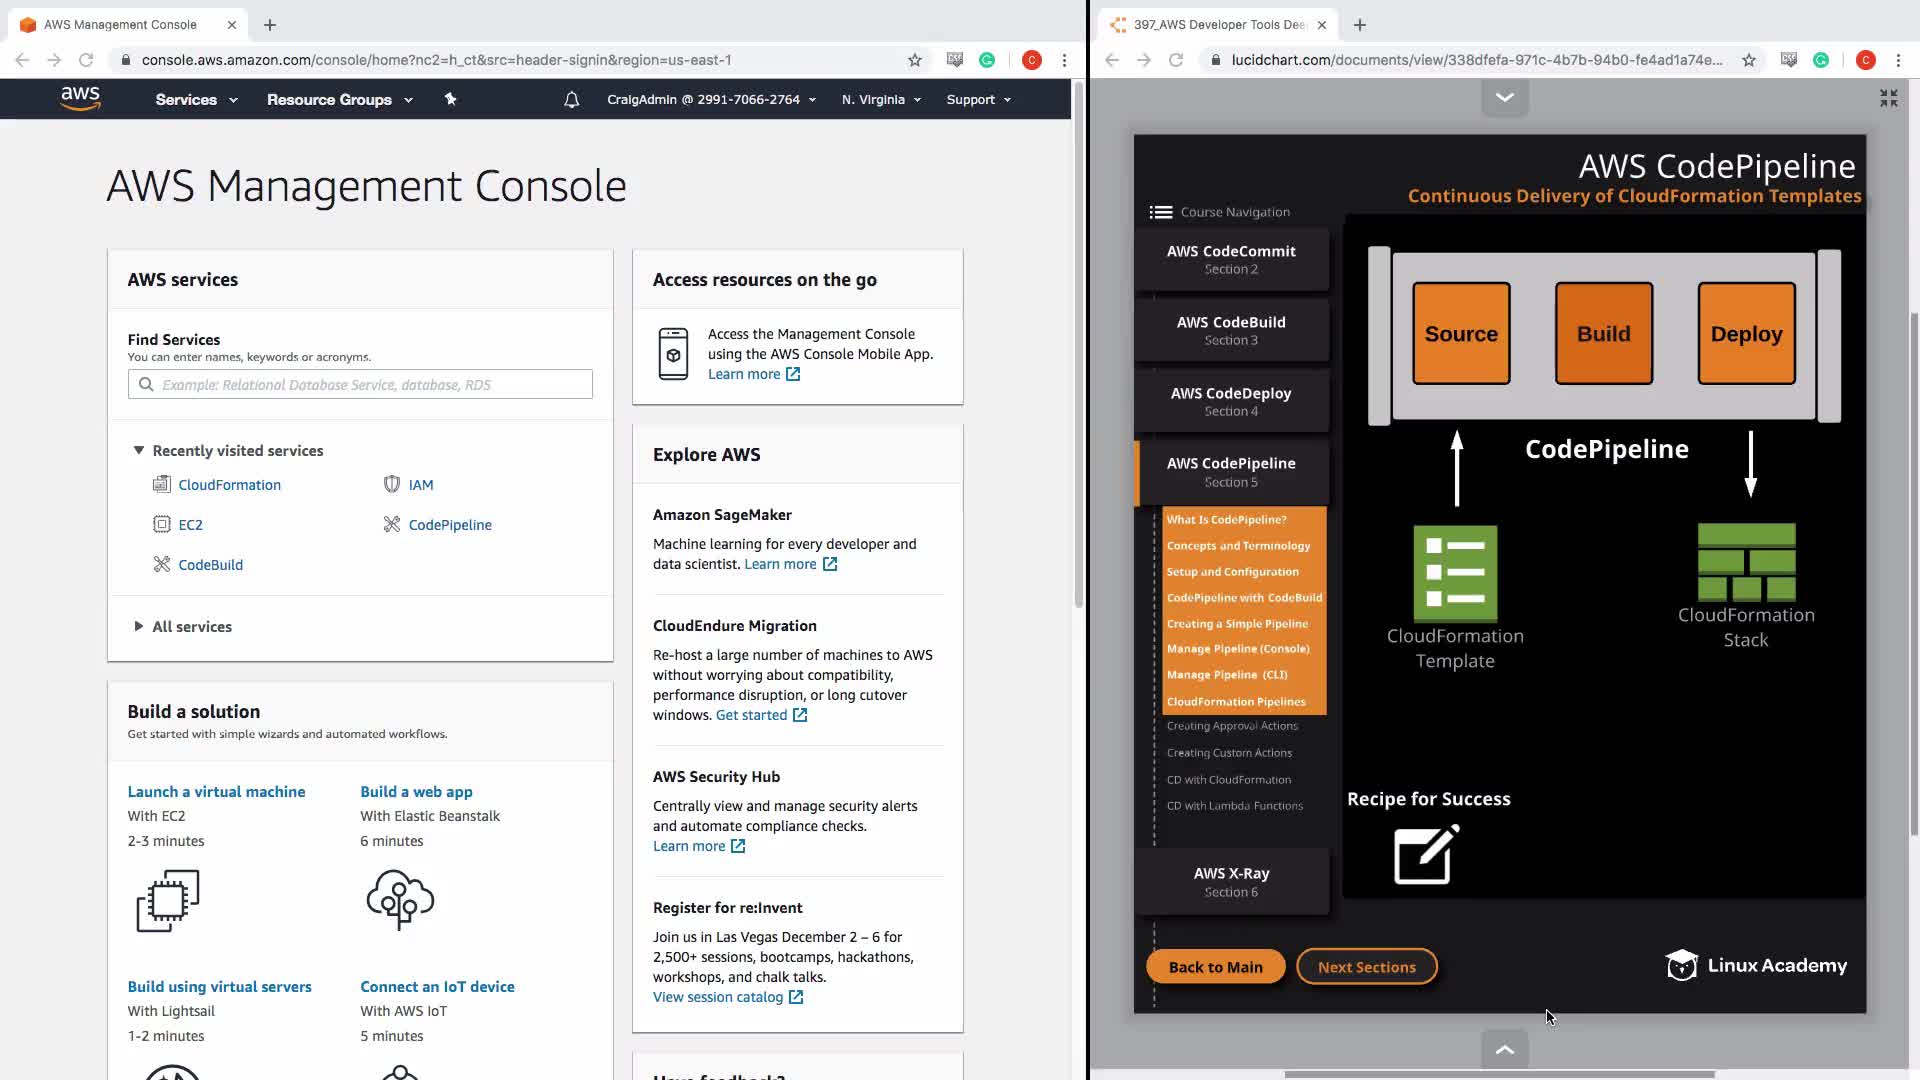 AWS Management Console
console.aws.amazon.com/console/home?nc2=h_ct&src=header-signin&region=us-east-1
C
aws
Services
Resource Groups
CraigAdmin @ 2991-7066-2764
N. Virginia
Support
AWS Management Console
AWS services
Find Services
You can enter names, keywords or acronyms.
Example: Relational Database Service, database, RDS
Recently visited services
CloudFormation
IAM
EC2
CodePipeline
CodeBuild
All services
Build a solution
Get started with simple wizards and automated workflows.
Launch a virtual machine
With EC2
2-3 minutes
Build a web app
With Elastic Beanstalk
6 minutes
Build using virtual servers
With Lightsail
1-2 minutes
Connect an IoT device
With AWS IoT
5 minutes
Access resources on the go
Access the Management Console
using the AWS Console Mobile App.
Learn more
Explore AWS
Amazon SageMaker
Machine learning for every developer and
data scientist. Learn more
CloudEndure Migration
Re-host a large number of machines to AWS
without worrying about compatibility,
performance disruption, or long cutover
windows. Get started
AWS Security Hub
Centrally view and manage security alerts
and automate compliance checks.
Learn more
Register for re:Invent
Join us in Las Vegas December 2 – 6 for
2,500+ sessions, bootcamps, hackathons,
workshops, and chalk talks.
View session catalog
Have feedback?
397_AWS Developer Tools Dee
lucidchart.com/documents/view/338dfefa-971c-4b7b-94b0-fe4ad1a74e...
C
AWS CodePipeline
Continuous Delivery of CloudFormation Templates
Course Navigation
AWS CodeCommit
Section 2
AWS CodeBuild
Section 3
AWS CodeDeploy
Section 4
AWS CodePipeline
Section 5
What Is CodePipeline?
Concepts and Terminology
Setup and Configuration
CodePipeline with CodeBuild
Creating a Simple Pipeline
Manage Pipeline (Console)
Manage Pipeline (CLI)
CloudFormation Pipelines
Creating Approval Actions
Creating Custom Actions
CD with CloudFormation
CD with Lambda Functions
AWS X-Ray
Section 6
Source
Build
Deploy
CodePipeline
CloudFormation
Template
CloudFormation
Stack
Recipe for Success
Back to Main
Next Sections
Linux Academy